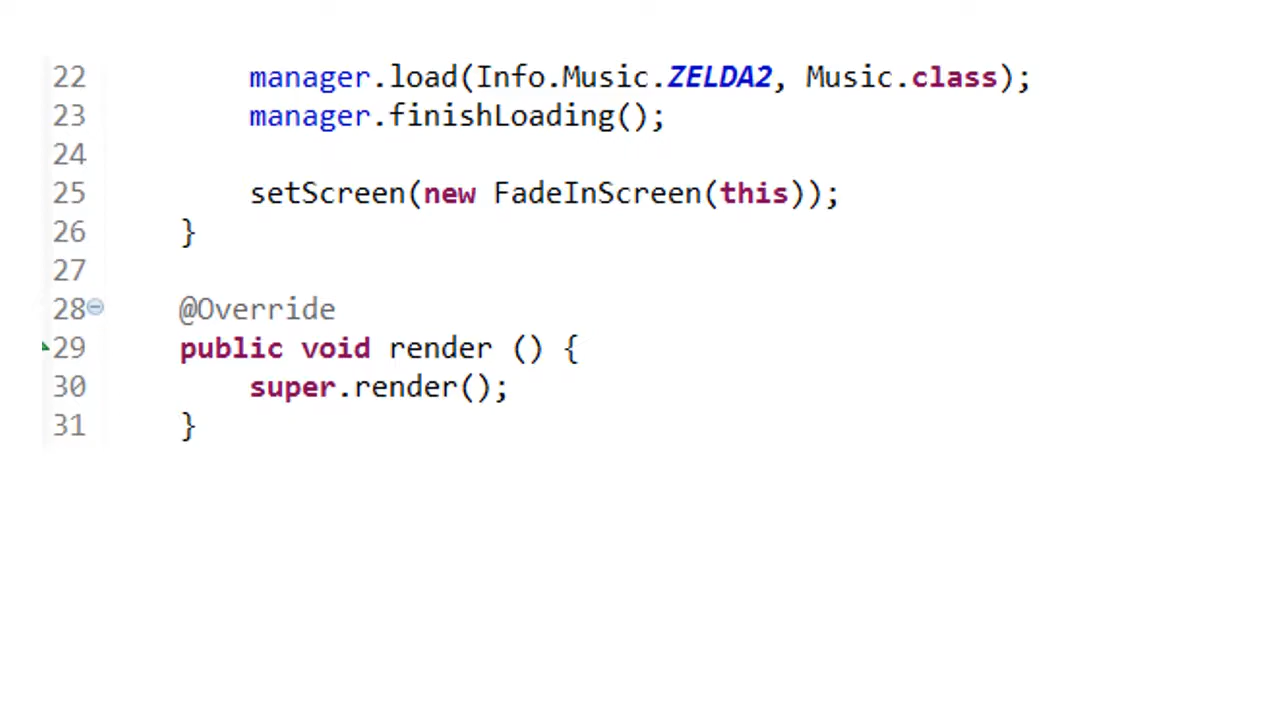 22 manager.load(Info.Music.ZELDA2, Music.class);
23 manager.finishLoading();
24
25 setScreen(new FadeInScreen(this));
26 }
27
28 @Override
29 public void render () {
30 super.render();
31 }